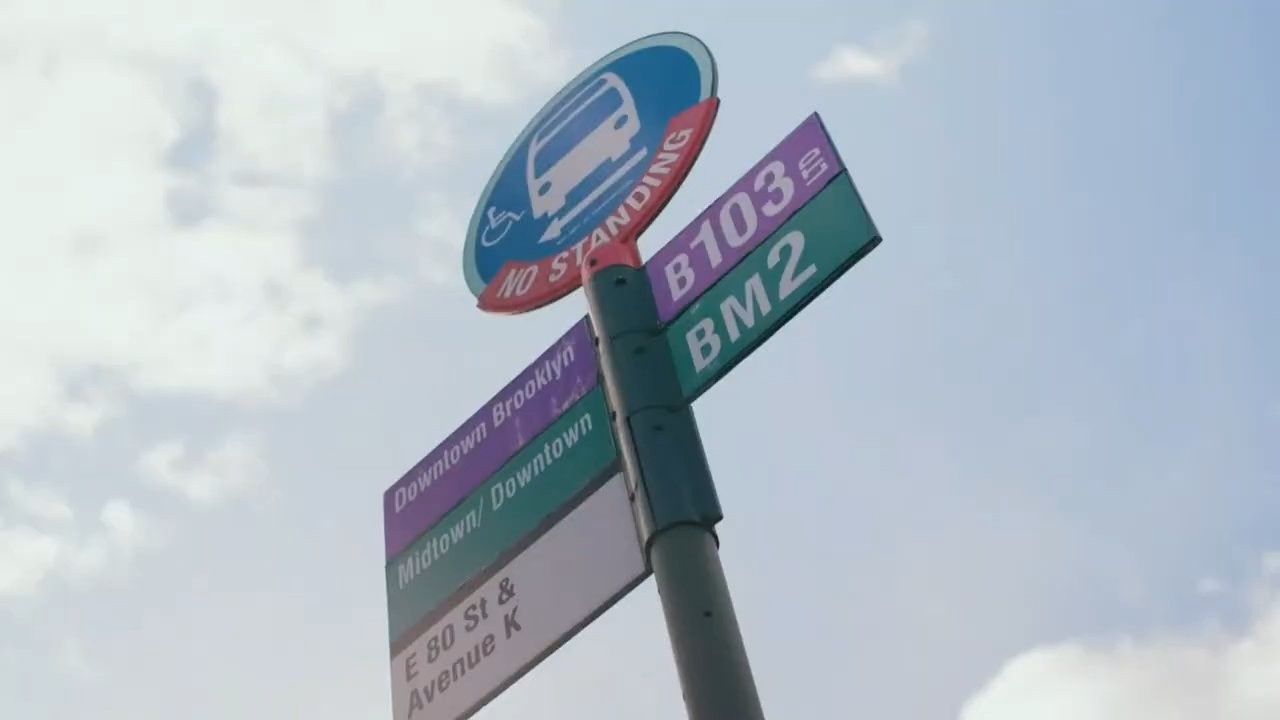 NO STANDING
B103
BM2
Downtown Brooklyn
Midtown/ Downtown
E 80 St &
Avenue K